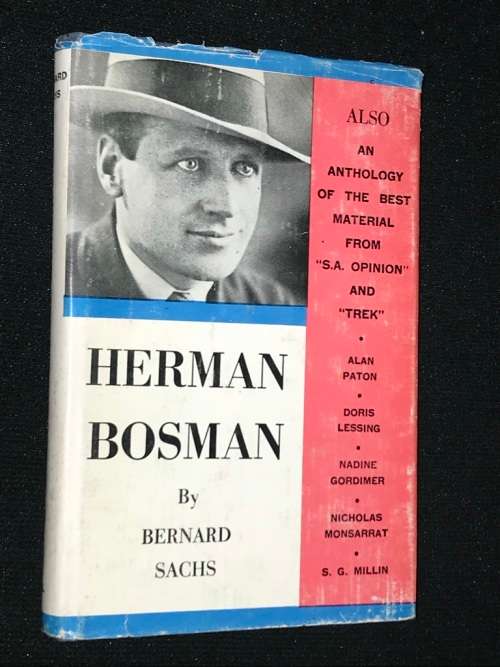 HERMAN
BOSMAN
By
BERNARD
SACHS
ALSO
AN
ANTHOLOGY
OF THE BEST
MATERIAL
FROM
"S.A. OPINION"
AND
"TREK"
•
ALAN
PATON
•
DORIS
LESSING
•
NADINE
GORDIMER
•
NICHOLAS
MONSARRAT
•
S. G. MILLIN